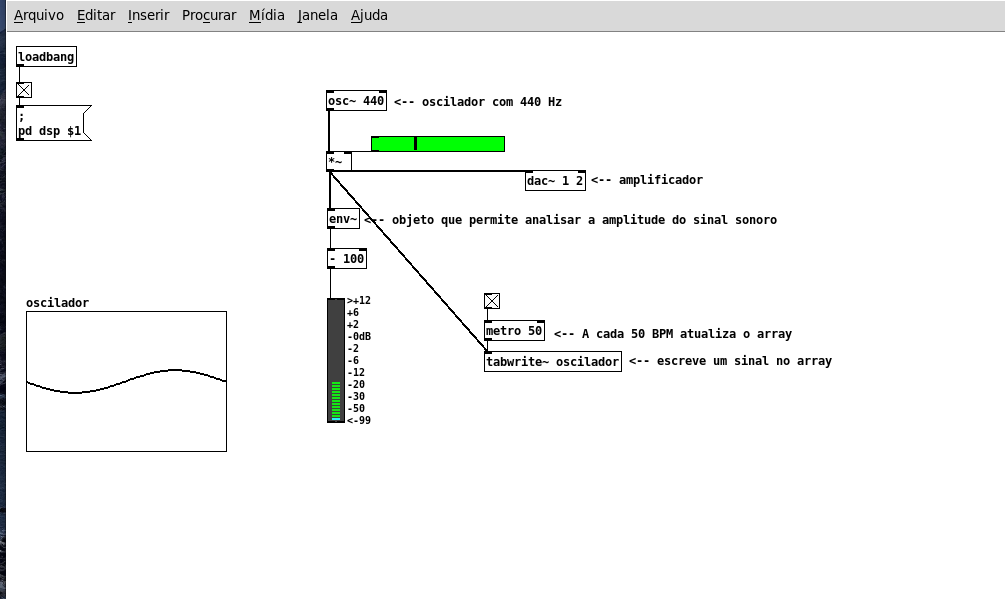 Arquivo Editar Inserir Procurar Mídia Janela Ajuda
loadbang
;
pd dsp $1
osc~ 440 <-- oscilador com 440 Hz
*~
dac~ 1 2 <-- amplificador
env~ <-- objeto que permite analisar a amplitude do sinal sonoro
- 100
oscilador
>+12
+6
+2
-0dB
-2
-6
-12
-20
-30
-50
<-99
metro 50 <-- A cada 50 BPM atualiza o array
tabwrite~ oscilador <-- escreve um sinal no array